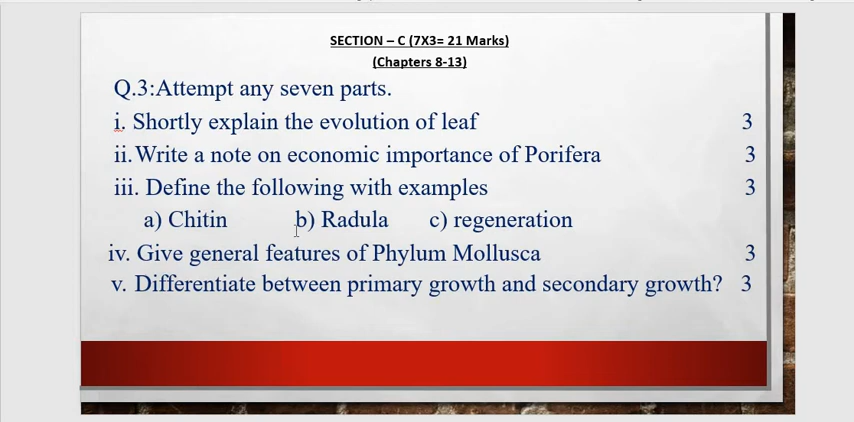 SECTION – C (7X3= 21 Marks)
(Chapters 8-13)
Q.3:Attempt any seven parts.
i. Shortly explain the evolution of leaf 3
ii. Write a note on economic importance of Porifera 3
iii. Define the following with examples 3
a) Chitin b) Radula c) regeneration
iv. Give general features of Phylum Mollusca 3
v. Differentiate between primary growth and secondary growth? 3